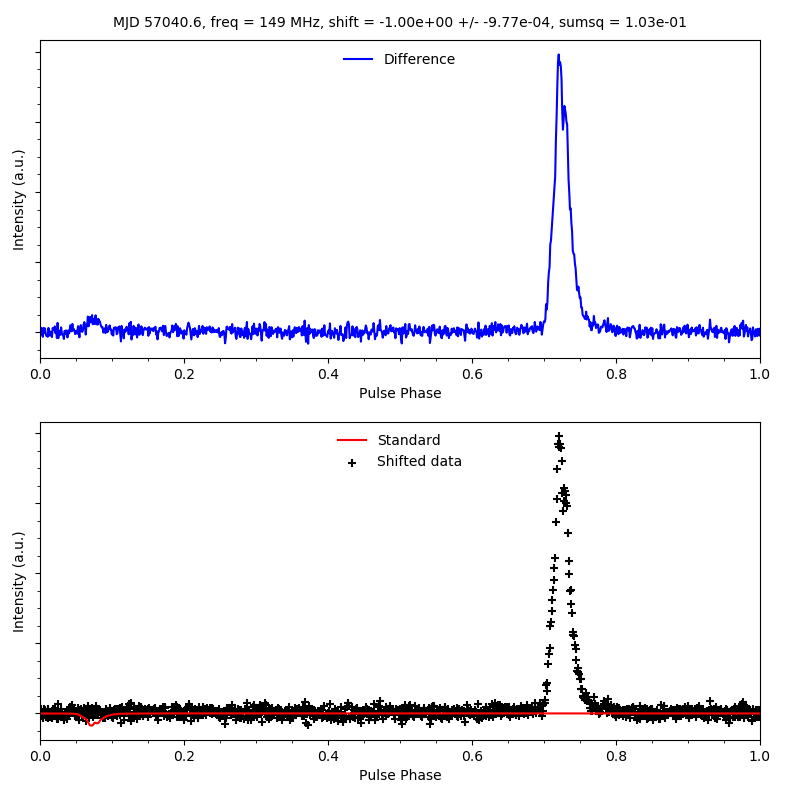 MJD 57040.6, freq = 149 MHz, shift = -1.00e+00 +/- -9.77e-04, sumsq = 1.03e-01
Difference
Intensity (a.u.)
0.0 0.2 0.4 0.6 0.8 1.0
Pulse Phase
Standard
Shifted data
Intensity (a.u.)
0.0 0.2 0.4 0.6 0.8 1.0
Pulse Phase